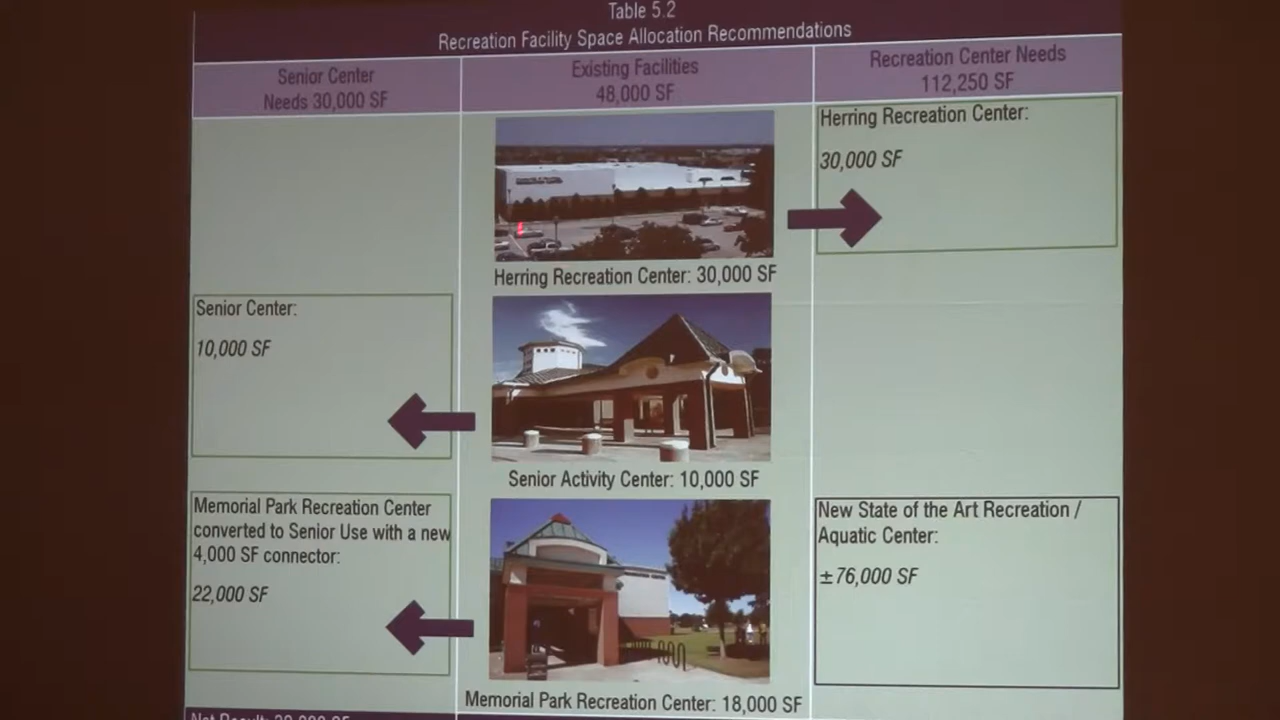 Table 5.2
Recreation Facility Space Allocation Recommendations
Senior Center
Needs 30,000 SF
Existing Facilities
48,000 SF
Recreation Center Needs
112,250 SF
Herring Recreation Center:
30,000 SF
Herring Recreation Center: 30,000 SF
Senior Center:
10,000 SF
Senior Activity Center: 10,000 SF
Memorial Park Recreation Center
converted to Senior Use with a new
4,000 SF connector:
22,000 SF
New State of the Art Recreation /
Aquatic Center:
±76,000 SF
Memorial Park Recreation Center: 18,000 SF
Net Result: